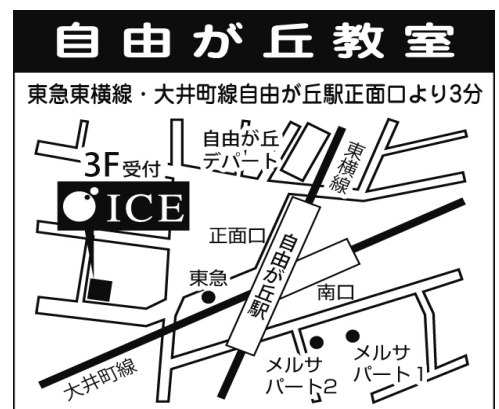 自由が丘教室
東急東横線・大井町線自由が丘駅正面口より3分
自由が丘
デパート
東横線
3F受付
ICE
正面口
自由が丘駅
東急
南口
メルサ
パート2
メルサ
パート1
大井町線